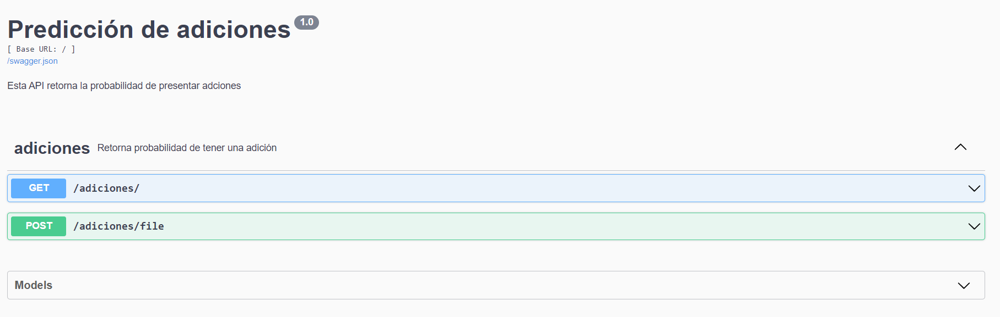 Predicción de adiciones 1.0
[ Base URL: / ]
/swagger.json
Esta API retorna la probabilidad de presentar adciones
adiciones Retorna probabilidad de tener una adición
GET /adiciones/
POST /adiciones/file
Models